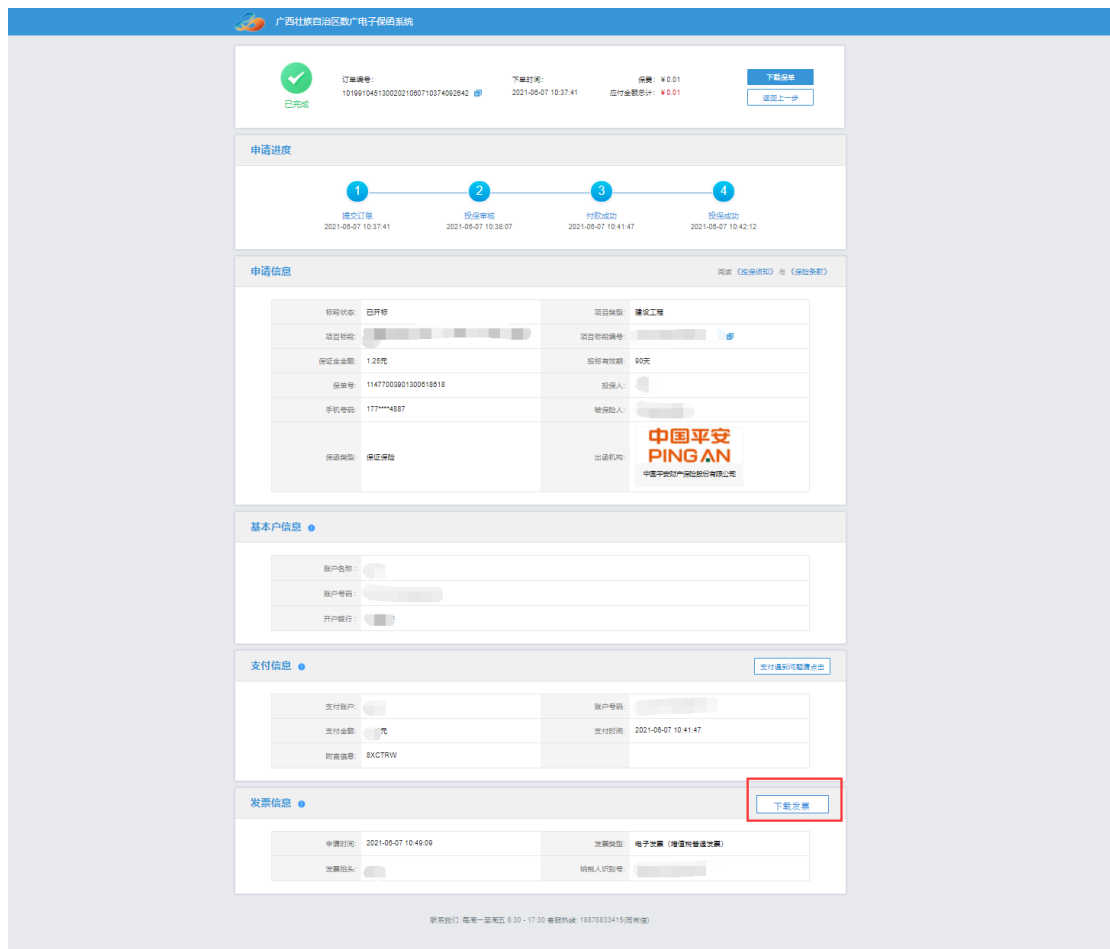 广西壮族自治区数广电子保函系统
已完成
订单编号：
10199104613002021060710374092642
下单时间：
2021-06-07 10:37:41
保费：￥0.01
应付金额总计：￥0.01
下载保单
返回上一步
申请进度
1 2 3 4
提交订单 投保审核 付款成功 投保成功
2021-06-07 10:37:41 2021-06-07 10:38:07 2021-06-07 10:41:47 2021-06-07 10:42:12
申请信息 阅读《投保须知》与《保险条款》
标段状态: 已开标 项目类型: 建设工程
项目标段: 项目标段编号:
保证金金额: 1.25元 投标有效期: 90天
保单号: 11477003901300618618 投保人:
手机号码: 177****4887 被保险人:
保函类型: 保证保险 出函机构:
中国平安
PING AN
中国平安财产保险股份有限公司
基本户信息
账户名称：
账户号码：
开户银行：
支付信息 支付遇到问题请点击
支付账户: 账户号码:
支付金额: 元 支付时间: 2021-06-07 10:41:47
附言信息: 8XCTRW
发票信息 下载发票
申请时间: 2021-06-07 10:49:09 发票类型: 电子发票（增值税普通发票）
发票抬头: 纳税人识别号:
联系我们: 每周一至周五 8:30 - 17:30 客服热线: 18878833415(同微信)